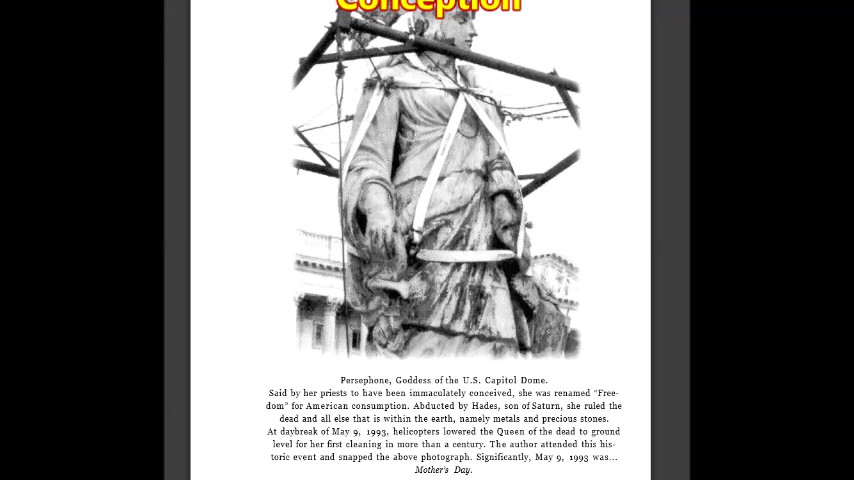 Conception
Persephone, Goddess of the U.S. Capitol Dome.
Said by her priests to have been immaculately conceived, she was renamed “Free-
dom” for American consumption. Abducted by Hades, son of Saturn, she ruled the
dead and all else that is within the earth, namely metals and precious stones.
At daybreak of May 9, 1993, helicopters lowered the Queen of the dead to ground
level for her first cleaning in more than a century. The author attended this his-
toric event and snapped the above photograph. Significantly, May 9, 1993 was...
Mother's Day.